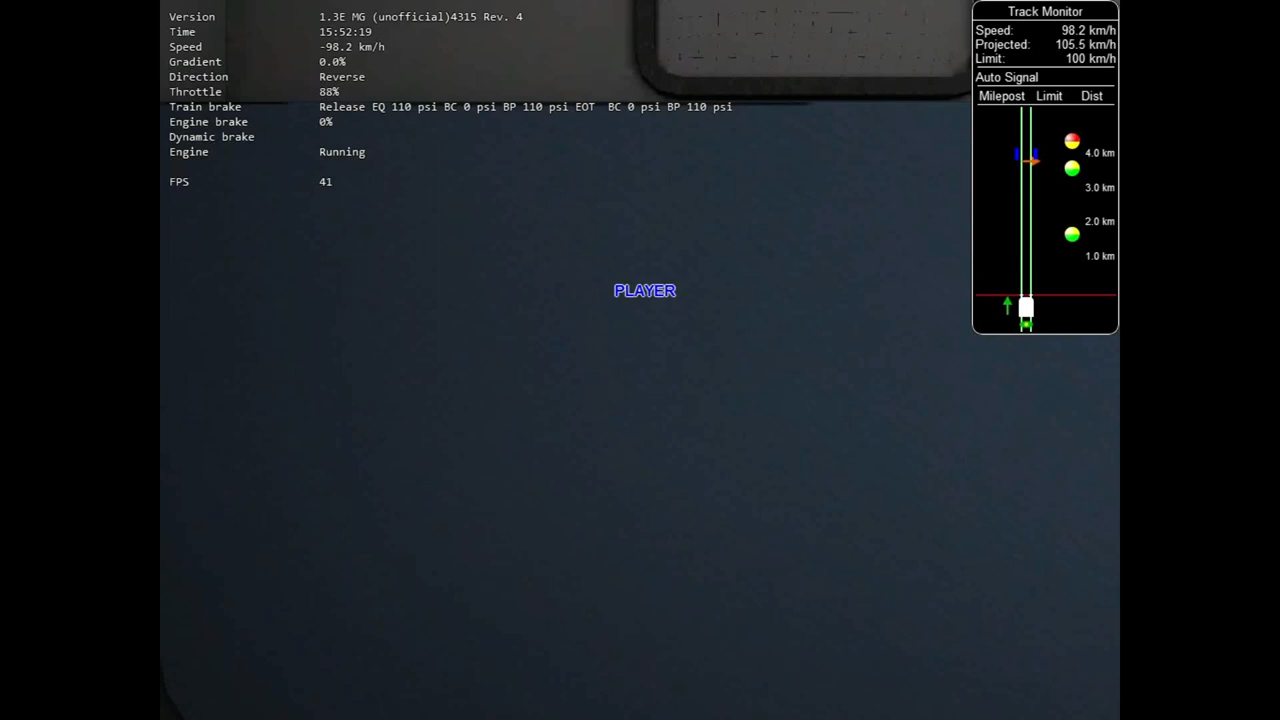 Version 1.3E MG (unofficial)4315 Rev. 4
Time 15:52:19
Speed -98.2 km/h
Gradient 0.0%
Direction Reverse
Throttle 88%
Train brake Release EQ 110 psi BC 0 psi BP 110 psi EOT BC 0 psi BP 110 psi
Engine brake 0%
Dynamic brake
Engine Running
FPS 41
PLAYER
Track Monitor
Speed: 98.2 km/h
Projected: 105.5 km/h
Limit: 100 km/h
Auto Signal
Milepost Limit Dist
4.0 km
3.0 km
2.0 km
1.0 km